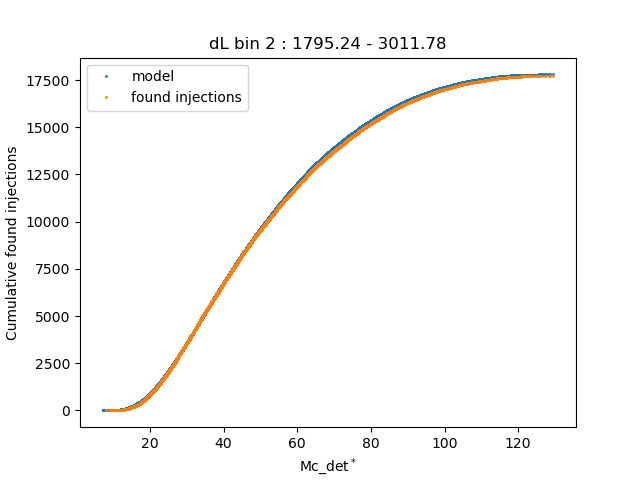 dL bin 2 : 1795.24 - 3011.78
model
found injections
Cumulative found injections
17500
15000
12500
10000
7500
5000
2500
0
20 40 60 80 100 120
Mc_det*